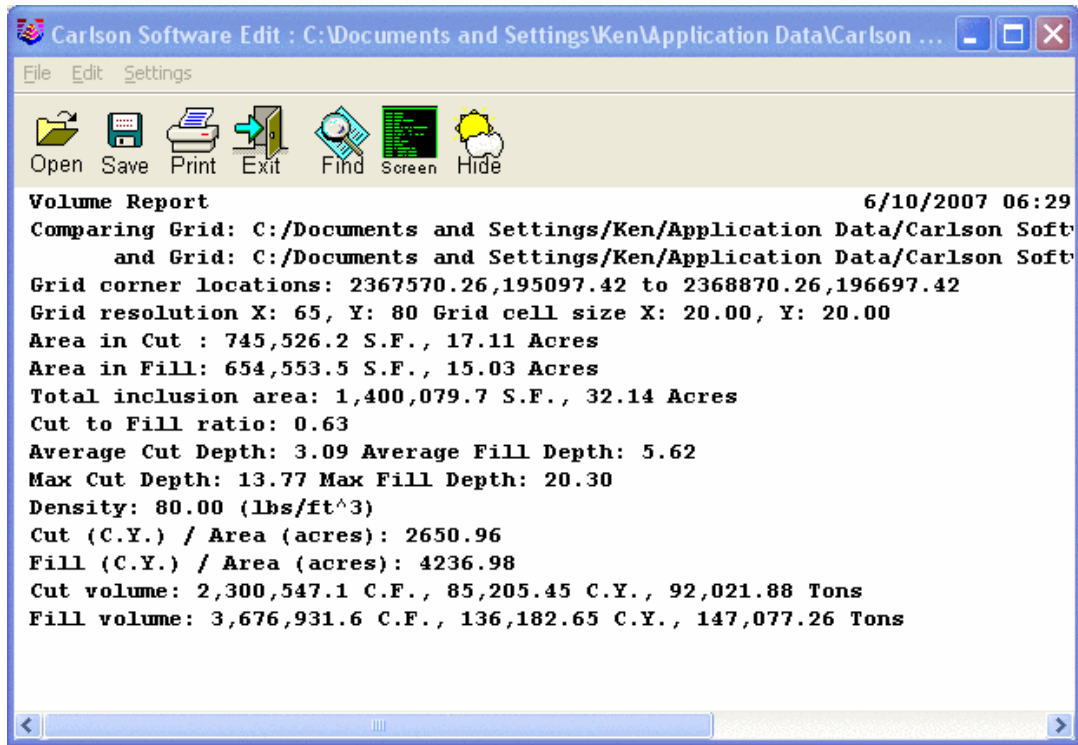 Carlson Software Edit : C:\Documents and Settings\Ken\Application Data\Carlson ...
File Edit Settings
Open Save Print Exit Find Screen Hide
Volume Report 6/10/2007 06:29
Comparing Grid: C:/Documents and Settings/Ken/Application Data/Carlson Soft
and Grid: C:/Documents and Settings/Ken/Application Data/Carlson Soft
Grid corner locations: 2367570.26,195097.42 to 2368870.26,196697.42
Grid resolution X: 65, Y: 80 Grid cell size X: 20.00, Y: 20.00
Area in Cut : 745,526.2 S.F., 17.11 Acres
Area in Fill: 654,553.5 S.F., 15.03 Acres
Total inclusion area: 1,400,079.7 S.F., 32.14 Acres
Cut to Fill ratio: 0.63
Average Cut Depth: 3.09 Average Fill Depth: 5.62
Max Cut Depth: 13.77 Max Fill Depth: 20.30
Density: 80.00 (lbs/ft^3)
Cut (C.Y.) / Area (acres): 2650.96
Fill (C.Y.) / Area (acres): 4236.98
Cut volume: 2,300,547.1 C.F., 85,205.45 C.Y., 92,021.88 Tons
Fill volume: 3,676,931.6 C.F., 136,182.65 C.Y., 147,077.26 Tons